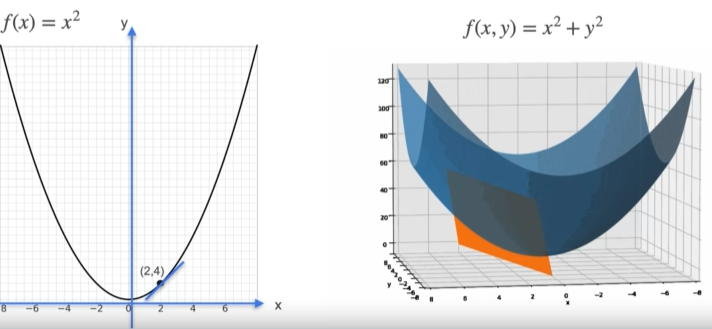 f(x) = x²
y
(2,4)
8 −6 −4 −2 0 2 4 6 x
f(x, y) = x² + y²
120
100
80
60
40
20
0
y
8 6 4 2 0 −2 −4 −6 −8
x